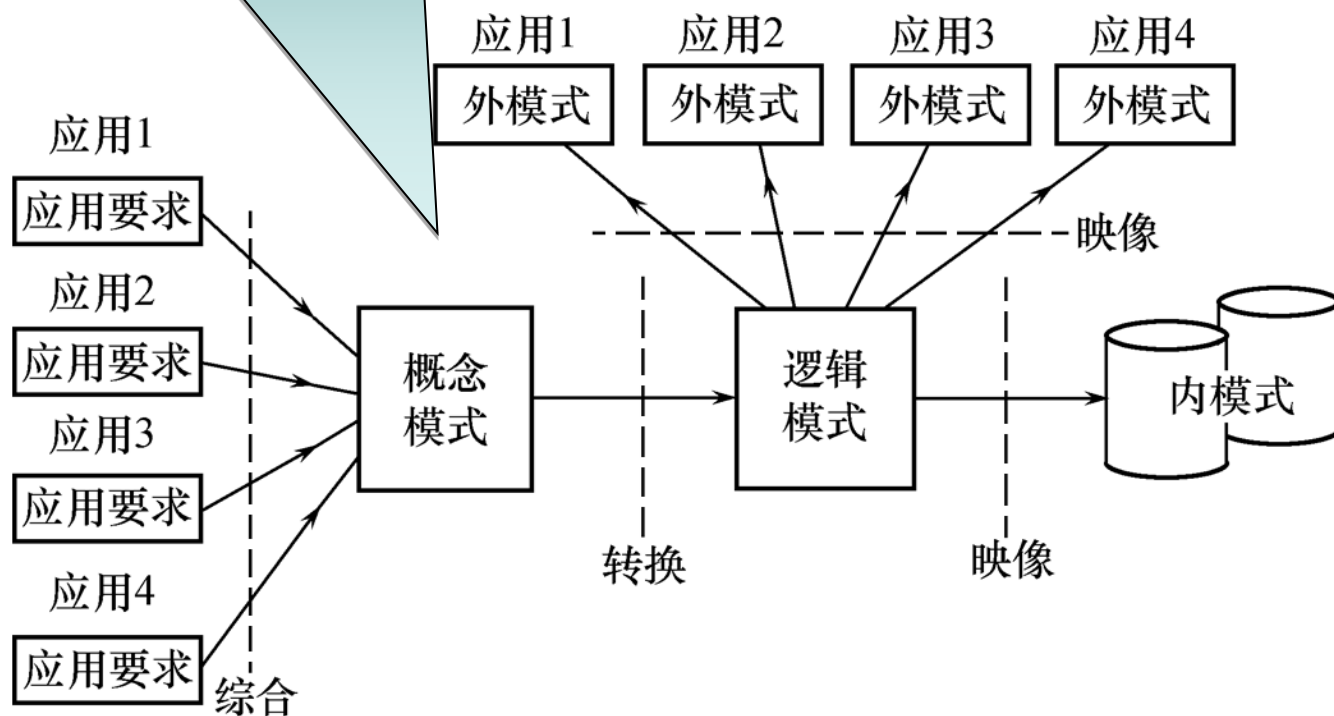 应用1
应用2
应用3
应用4
外模式
外模式
外模式
外模式
映像
应用1
应用要求
应用2
应用要求
应用3
应用要求
应用4
应用要求
综合
概念
模式
转换
逻辑
模式
映像
内模式